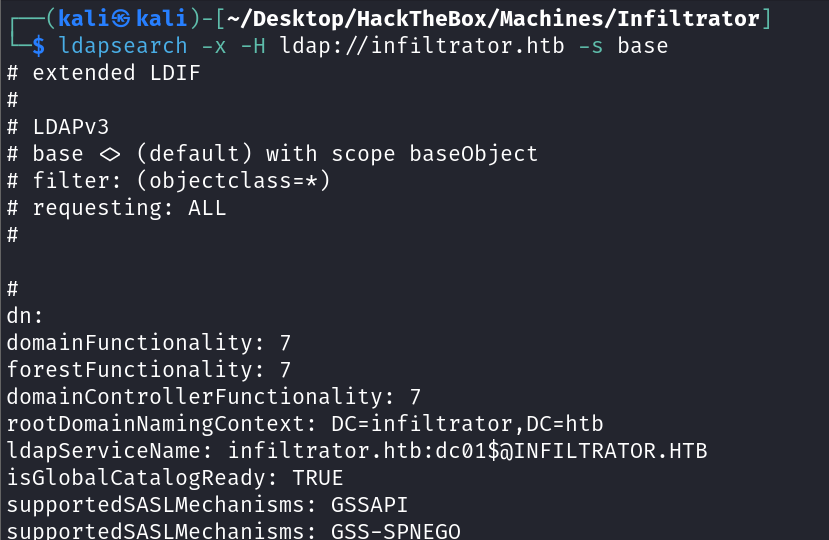 ┌──(kali㉿kali)-[~/Desktop/HackTheBox/Machines/Infiltrator]
└─$ ldapsearch -x -H ldap://infiltrator.htb -s base
# extended LDIF
#
# LDAPv3
# base <> (default) with scope baseObject
# filter: (objectclass=*)
# requesting: ALL
#
#
dn:
domainFunctionality: 7
forestFunctionality: 7
domainControllerFunctionality: 7
rootDomainNamingContext: DC=infiltrator,DC=htb
ldapServiceName: infiltrator.htb:dc01$@INFILTRATOR.HTB
isGlobalCatalogReady: TRUE
supportedSASLMechanisms: GSSAPI
supportedSASLMechanisms: GSS-SPNEGO